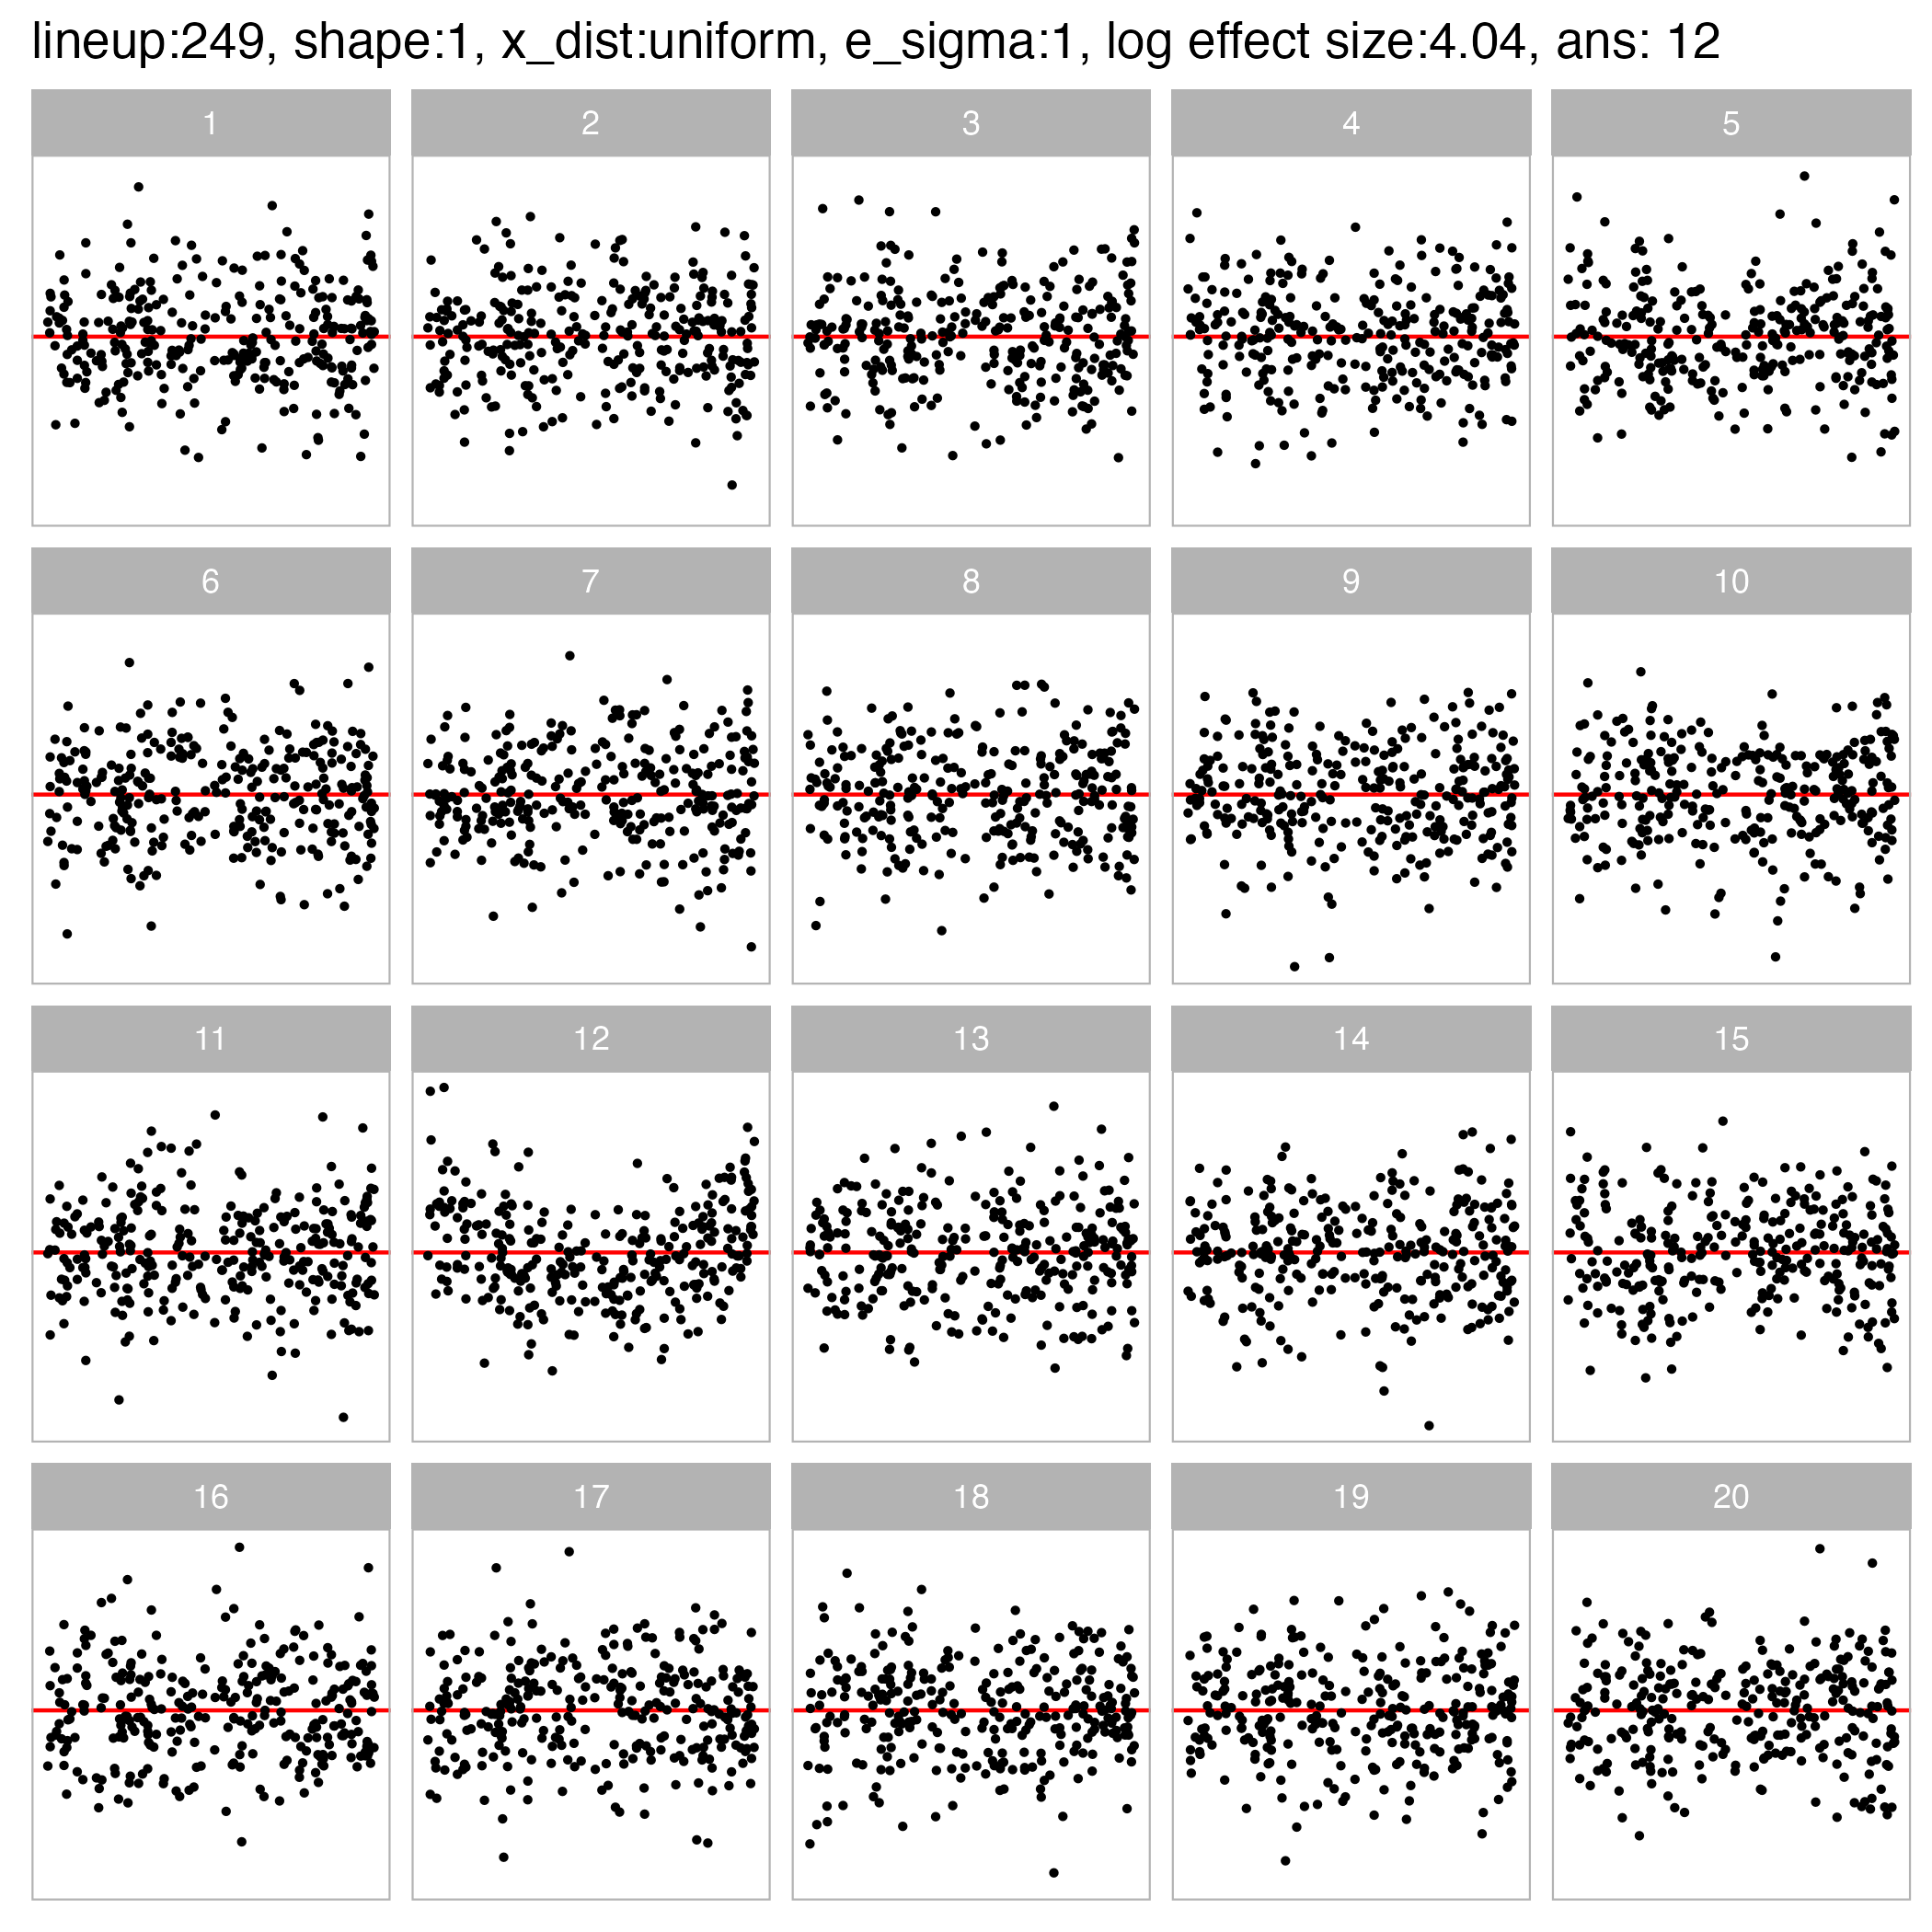 lineup:249, shape:1, x_dist:uniform, e_sigma:1, log effect size:4.04, ans: 12
1 2 3 4 5
6 7 8 9 10
11 12 13 14 15
16 17 18 19 20